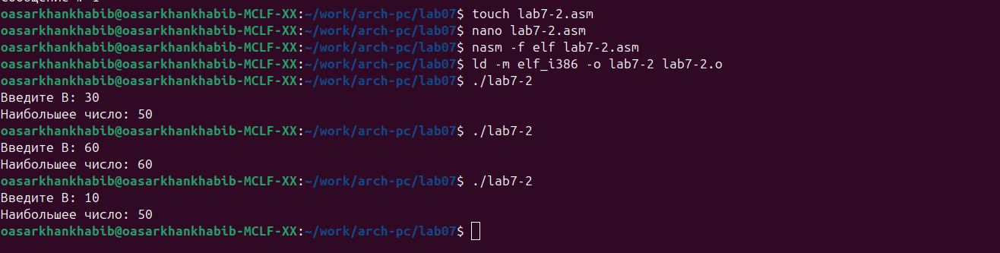 oasarkhankhabib@oasarkhankhabib-MCLF-XX:~/work/arch-pc/lab07$ touch lab7-2.asm
oasarkhankhabib@oasarkhankhabib-MCLF-XX:~/work/arch-pc/lab07$ nano lab7-2.asm
oasarkhankhabib@oasarkhankhabib-MCLF-XX:~/work/arch-pc/lab07$ nasm -f elf lab7-2.asm
oasarkhankhabib@oasarkhankhabib-MCLF-XX:~/work/arch-pc/lab07$ ld -m elf_i386 -o lab7-2 lab7-2.o
oasarkhankhabib@oasarkhankhabib-MCLF-XX:~/work/arch-pc/lab07$ ./lab7-2
Введите B: 30
Наибольшее число: 50
oasarkhankhabib@oasarkhankhabib-MCLF-XX:~/work/arch-pc/lab07$ ./lab7-2
Введите B: 60
Наибольшее число: 60
oasarkhankhabib@oasarkhankhabib-MCLF-XX:~/work/arch-pc/lab07$ ./lab7-2
Введите B: 10
Наибольшее число: 50
oasarkhankhabib@oasarkhankhabib-MCLF-XX:~/work/arch-pc/lab07$